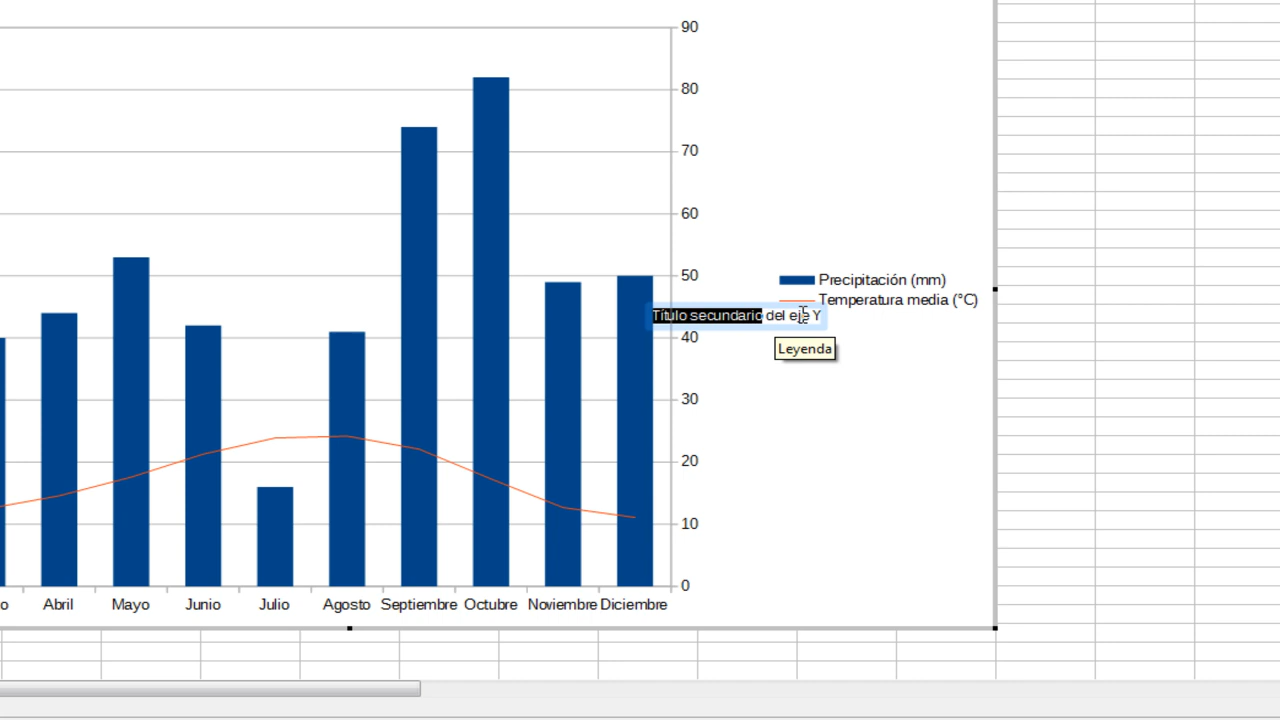 90
80
70
60
50
Precipitación (mm)
Temperatura media (°C)
Título secundario del eje Y
40
Leyenda
30
20
10
0
o Abril Mayo Junio Julio Agosto Septiembre Octubre Noviembre Diciembre